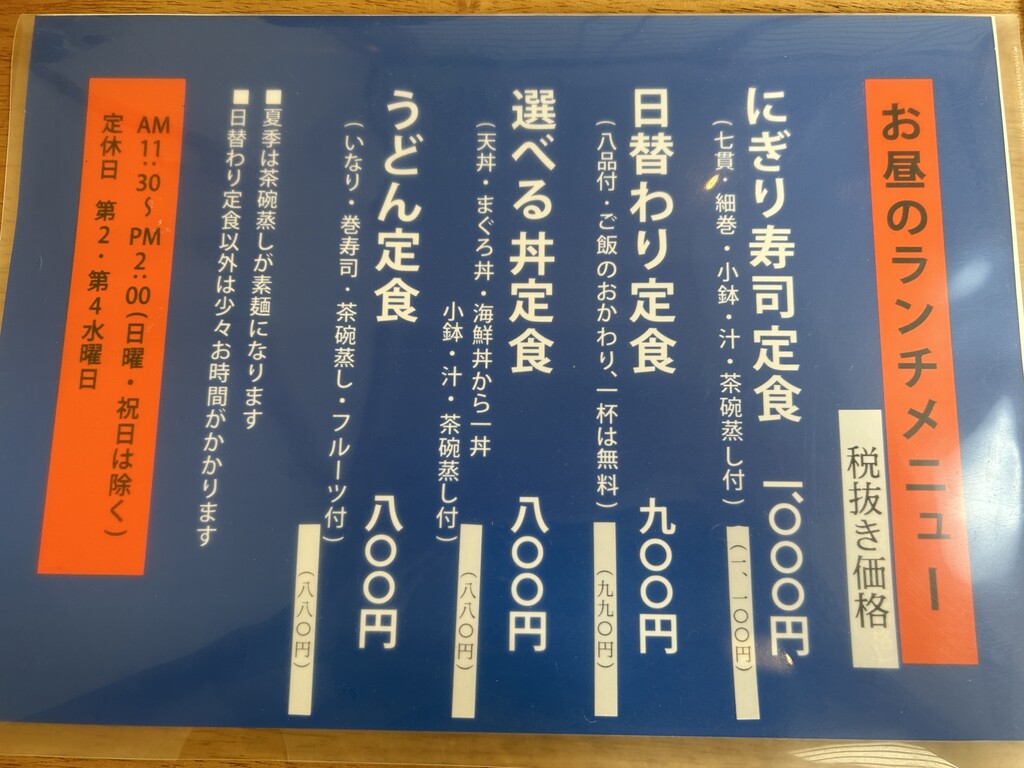 お昼のランチメニュー
税抜き価格
にぎり寿司定食 一、〇〇〇円
(七貫・細巻・小鉢・汁・茶碗蒸し付)
(一、一〇〇円)
日替わり定食 九〇〇円
(八品付・ご飯のおかわり、一杯は無料)
(九九〇円)
選べる丼定食 八〇〇円
(天丼・まぐろ丼・海鮮丼から一丼
小鉢・汁・茶碗蒸し付)
(八八〇円)
うどん定食 八〇〇円
(いなり・巻寿司・茶碗蒸し・フルーツ付)
(八八〇円)
■夏季は茶碗蒸しが素麺になります
■日替わり定食以外は少々お時間がかかります
AM11:30～PM2:00(日曜・祝日は除く)
定休日 第2・第4水曜日